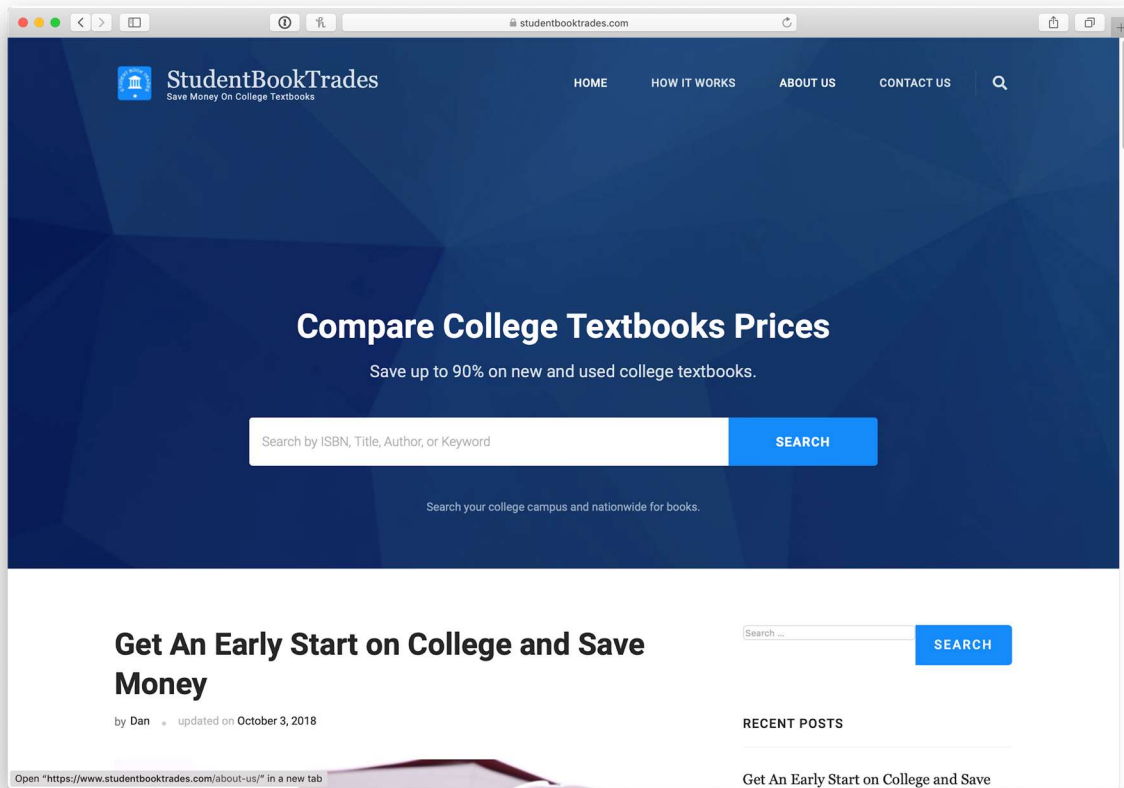 studentbooktrades.com
StudentBookTrades
Save Money On College Textbooks
HOME HOW IT WORKS ABOUT US CONTACT US
Compare College Textbooks Prices
Save up to 90% on new and used college textbooks.
Search by ISBN, Title, Author, or Keyword
SEARCH
Search your college campus and nationwide for books.
Get An Early Start on College and Save
Money
by Dan updated on October 3, 2018
Search ...
SEARCH
RECENT POSTS
Get An Early Start on College and Save
Open "https://www.studentbooktrades.com/about-us/" in a new tab